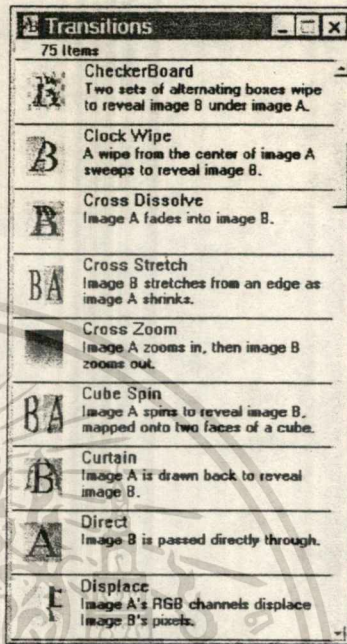 Transitions
75 Items
CheckerBoard
Two sets of alternating boxes wipe
to reveal image B under image A.
Clock Wipe
A wipe from the center of image A
sweeps to reveal image B.
Cross Dissolve
Image A fades into image B.
Cross Stretch
Image B stretches from an edge as
image A shrinks.
Cross Zoom
Image A zooms in, then image B
zooms out.
Cube Spin
Image A spins to reveal image B,
mapped onto two faces of a cube.
Curtain
Image A is drawn back to reveal
image B.
Direct
Image B is passed directly through.
Displace
Image A's RGB channels displace
Image B's pixels.